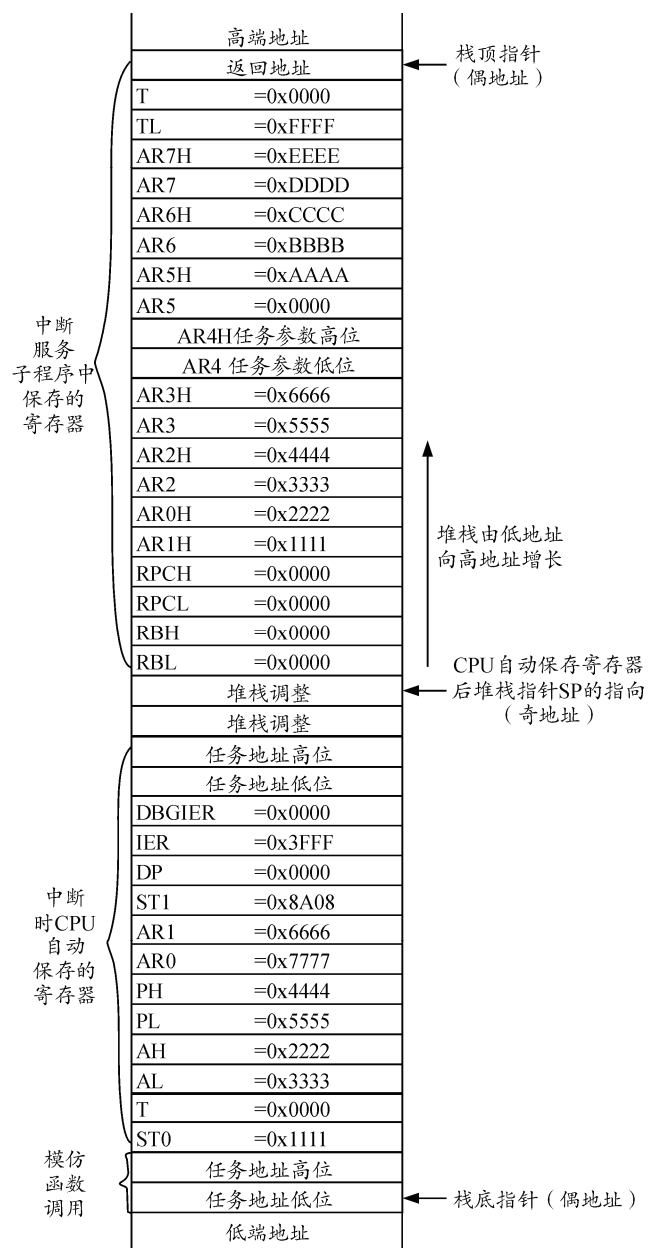 高端地址
返回地址
栈顶指针
（偶地址）
T =0x0000
TL =0xFFFF
AR7H =0xEEEE
AR7 =0xDDDD
AR6H =0xCCCC
AR6 =0xBBBB
AR5H =0xAAAA
AR5 =0x0000
AR4H任务参数高位
AR4 任务参数低位
AR3H =0x6666
AR3 =0x5555
AR2H =0x4444
AR2 =0x3333
AR0H =0x2222
AR1H =0x1111
RPCH =0x0000
RPCL =0x0000
RBH =0x0000
RBL =0x0000
中断
服务
子程序中
保存的
寄存器
堆栈由低地址
向高地址增长
堆栈调整
堆栈调整
CPU自动保存寄存器
后堆栈指针SP的指向
（奇地址）
任务地址高位
任务地址低位
DBGIER =0x0000
IER =0x3FFF
DP =0x0000
ST1 =0x8A08
AR1 =0x6666
AR0 =0x7777
PH =0x4444
PL =0x5555
AH =0x2222
AL =0x3333
T =0x0000
ST0 =0x1111
中断
时CPU
自动
保存的
寄存器
模仿
函数
调用
任务地址高位
任务地址低位
栈底指针（偶地址）
低端地址